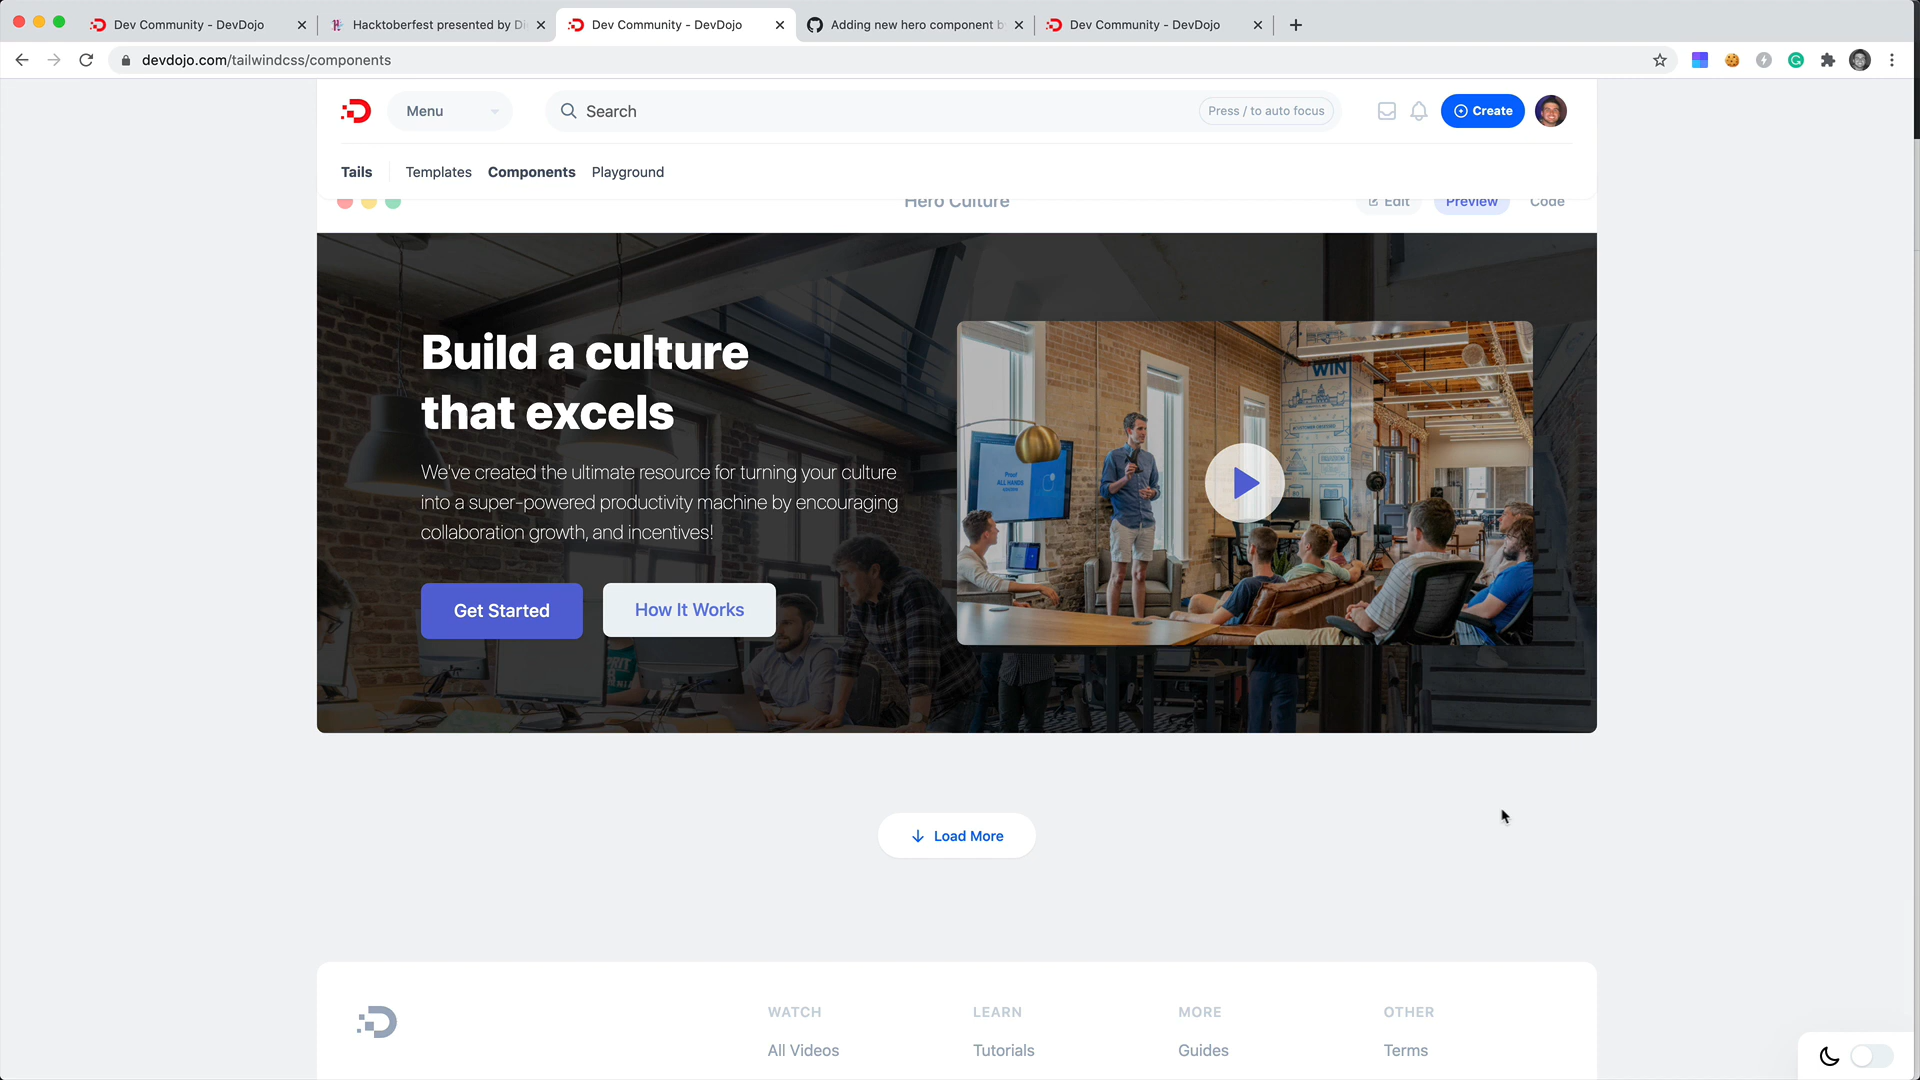 Dev Community - DevDojo
Hacktoberfest presented by Di
Dev Community - DevDojo
Adding new hero component b
Dev Community - DevDojo
devdojo.com/tailwindcss/components
Menu
Search
Press / to auto focus
Create
Tails
Templates
Components
Playground
Hero Culture
Edit
Preview
Code
Build a culture
that excels
We've created the ultimate resource for turning your culture
into a super-powered productivity machine by encouraging
collaboration growth, and incentives!
Get Started
How It Works
WIN
Proof
ALL HANDS
Load More
WATCH
LEARN
MORE
OTHER
All Videos
Tutorials
Guides
Terms